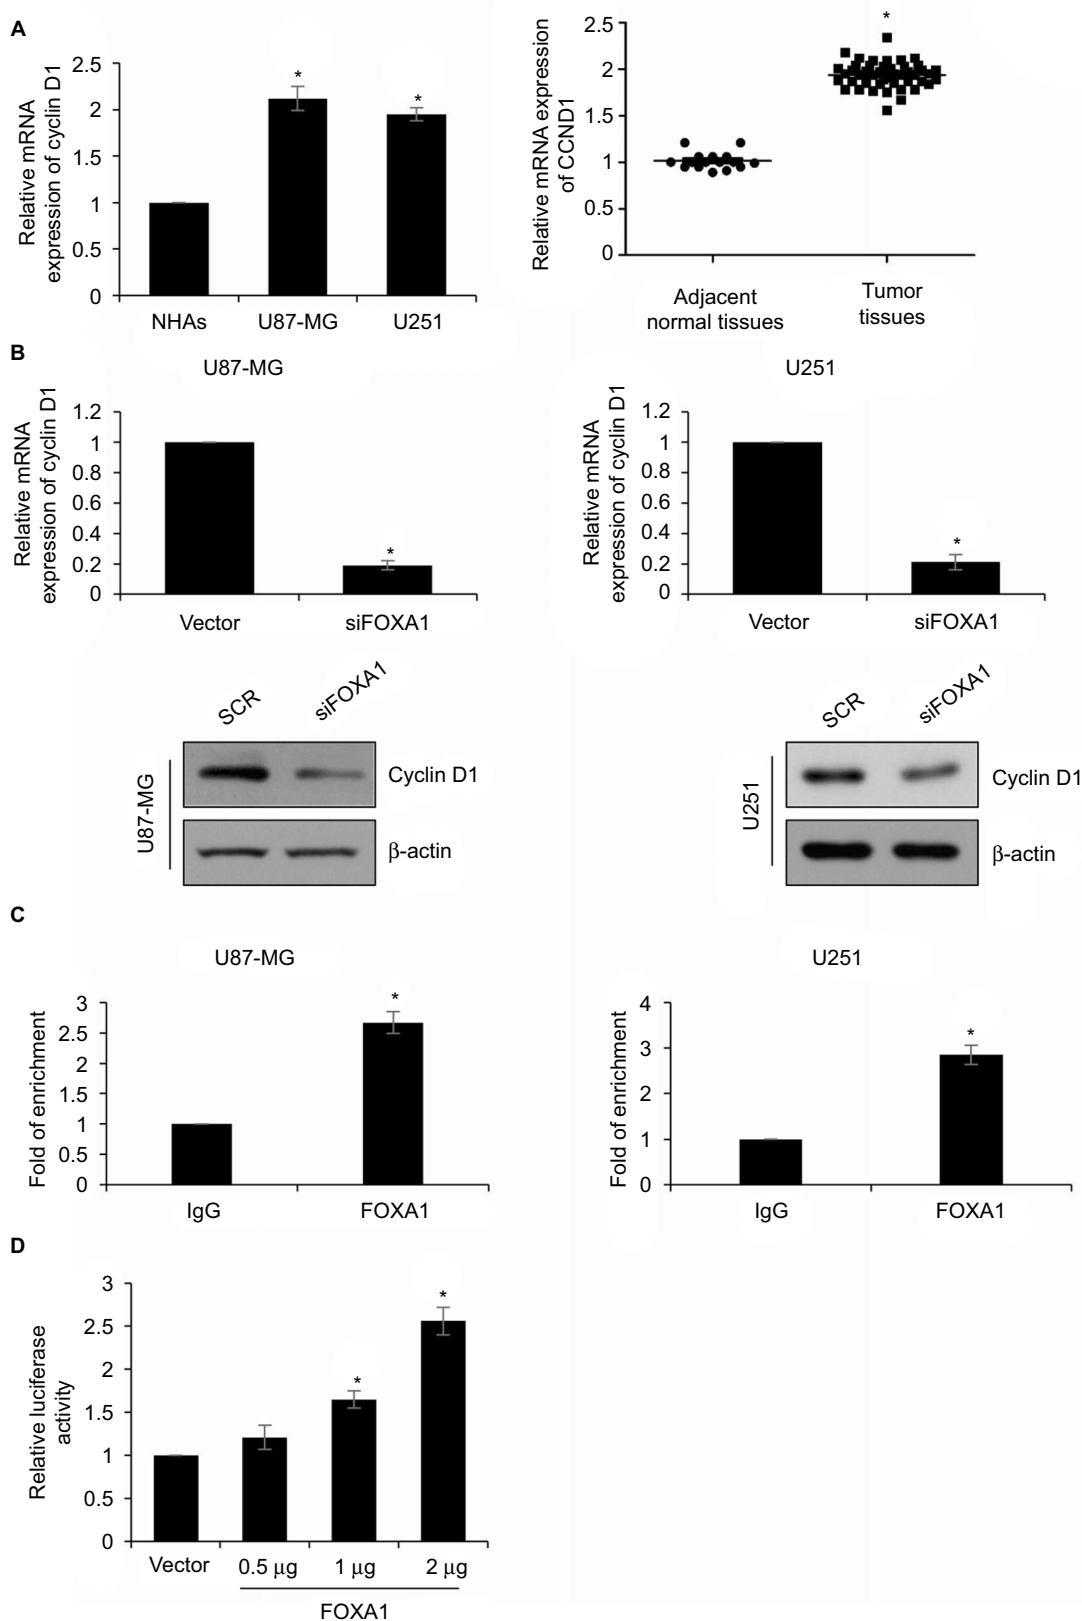 A
Relative mRNA
expression of cyclin D1
2.5
2
1.5
1
0.5
0
*
*
NHAs
U87-MG
U251
Relative mRNA expression
of CCND1
2.5
2
1.5
1
0.5
0
*
Adjacent
normal tissues
Tumor
tissues
B
U87-MG
Relative mRNA
expression of cyclin D1
1.2
1
0.8
0.6
0.4
0.2
0
*
Vector
siFOXA1
U251
Relative mRNA
expression of cyclin D1
1.2
1
0.8
0.6
0.4
0.2
0
*
Vector
siFOXA1
SCR
siFOXA1
U87-MG
Cyclin D1
β-actin
SCR
siFOXA1
U251
Cyclin D1
β-actin
C
U87-MG
Fold of enrichment
3
2.5
2
1.5
1
0.5
0
*
IgG
FOXA1
U251
Fold of enrichment
4
3
2
1
0
*
IgG
FOXA1
D
Relative luciferase
activity
3
2.5
2
1.5
1
0.5
0
*
*
Vector
0.5 μg
1 μg
2 μg
FOXA1